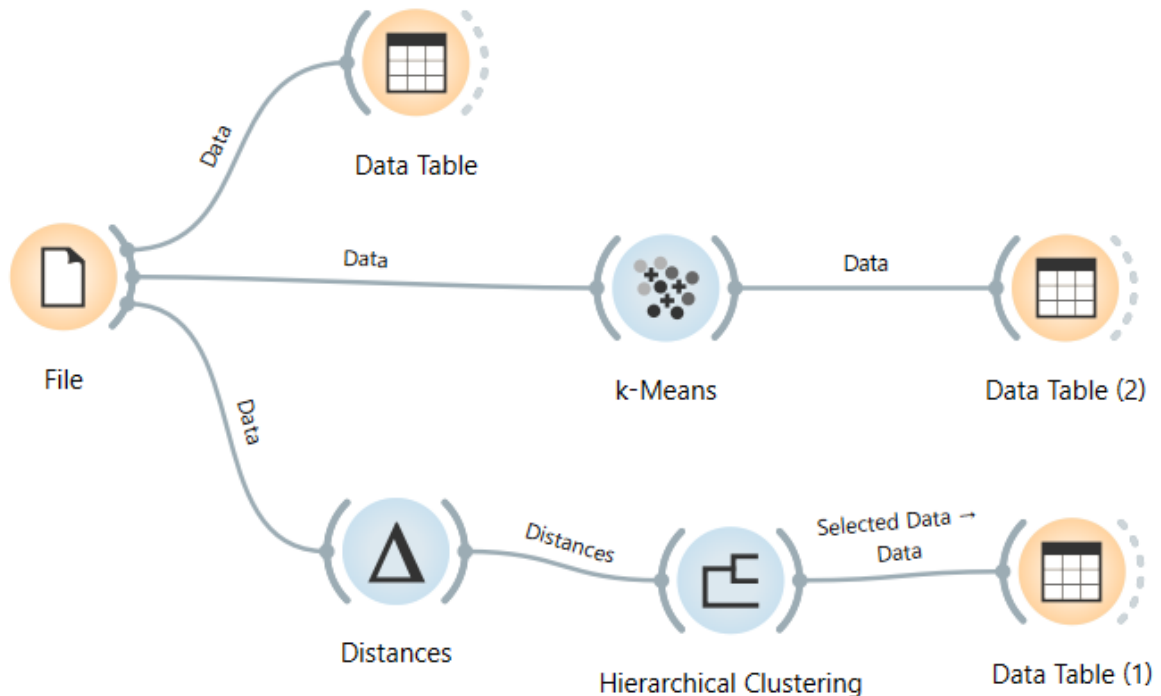 Data
Data Table
Data
Data
File
k-Means
Data Table (2)
Data
Distances
Selected Data →
Data
Distances
Hierarchical Clustering
Data Table (1)